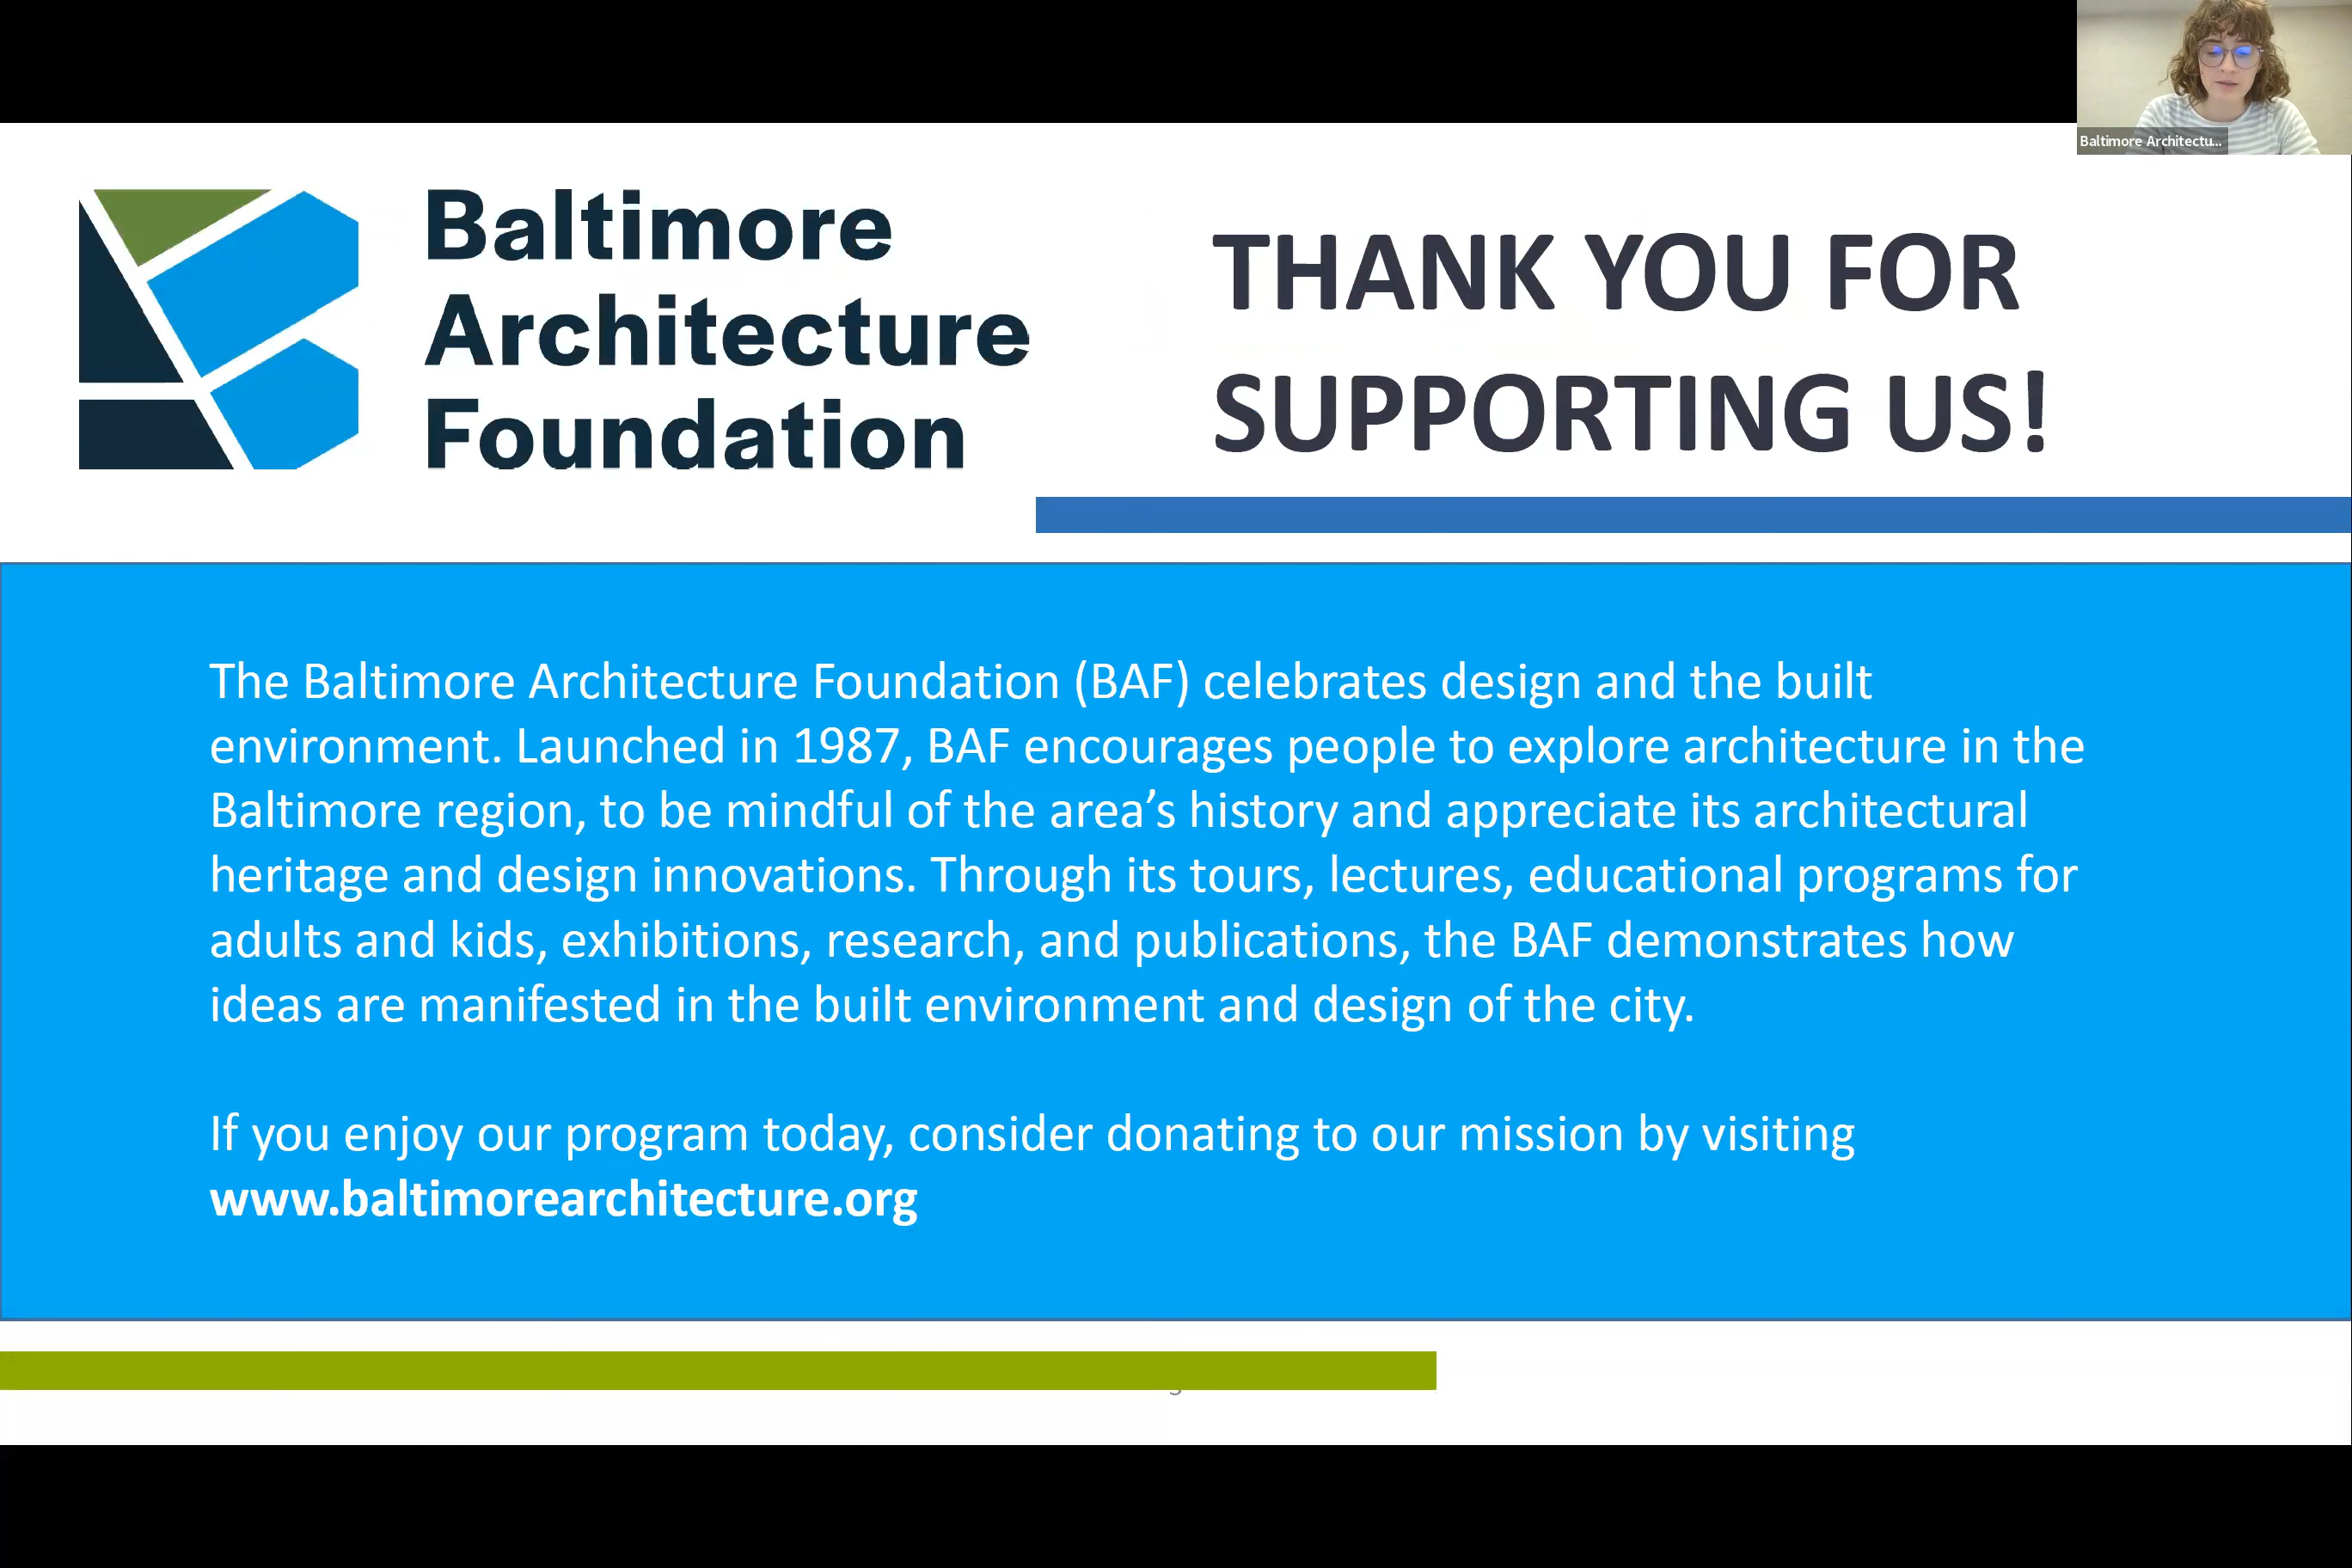 Baltimore Architectu...
Baltimore
Architecture
Foundation
THANK YOU FOR
SUPPORTING US!
The Baltimore Architecture Foundation (BAF) celebrates design and the built
environment. Launched in 1987, BAF encourages people to explore architecture in the
Baltimore region, to be mindful of the area’s history and appreciate its architectural
heritage and design innovations. Through its tours, lectures, educational programs for
adults and kids, exhibitions, research, and publications, the BAF demonstrates how
ideas are manifested in the built environment and design of the city.
If you enjoy our program today, consider donating to our mission by visiting
www.baltimorearchitecture.org